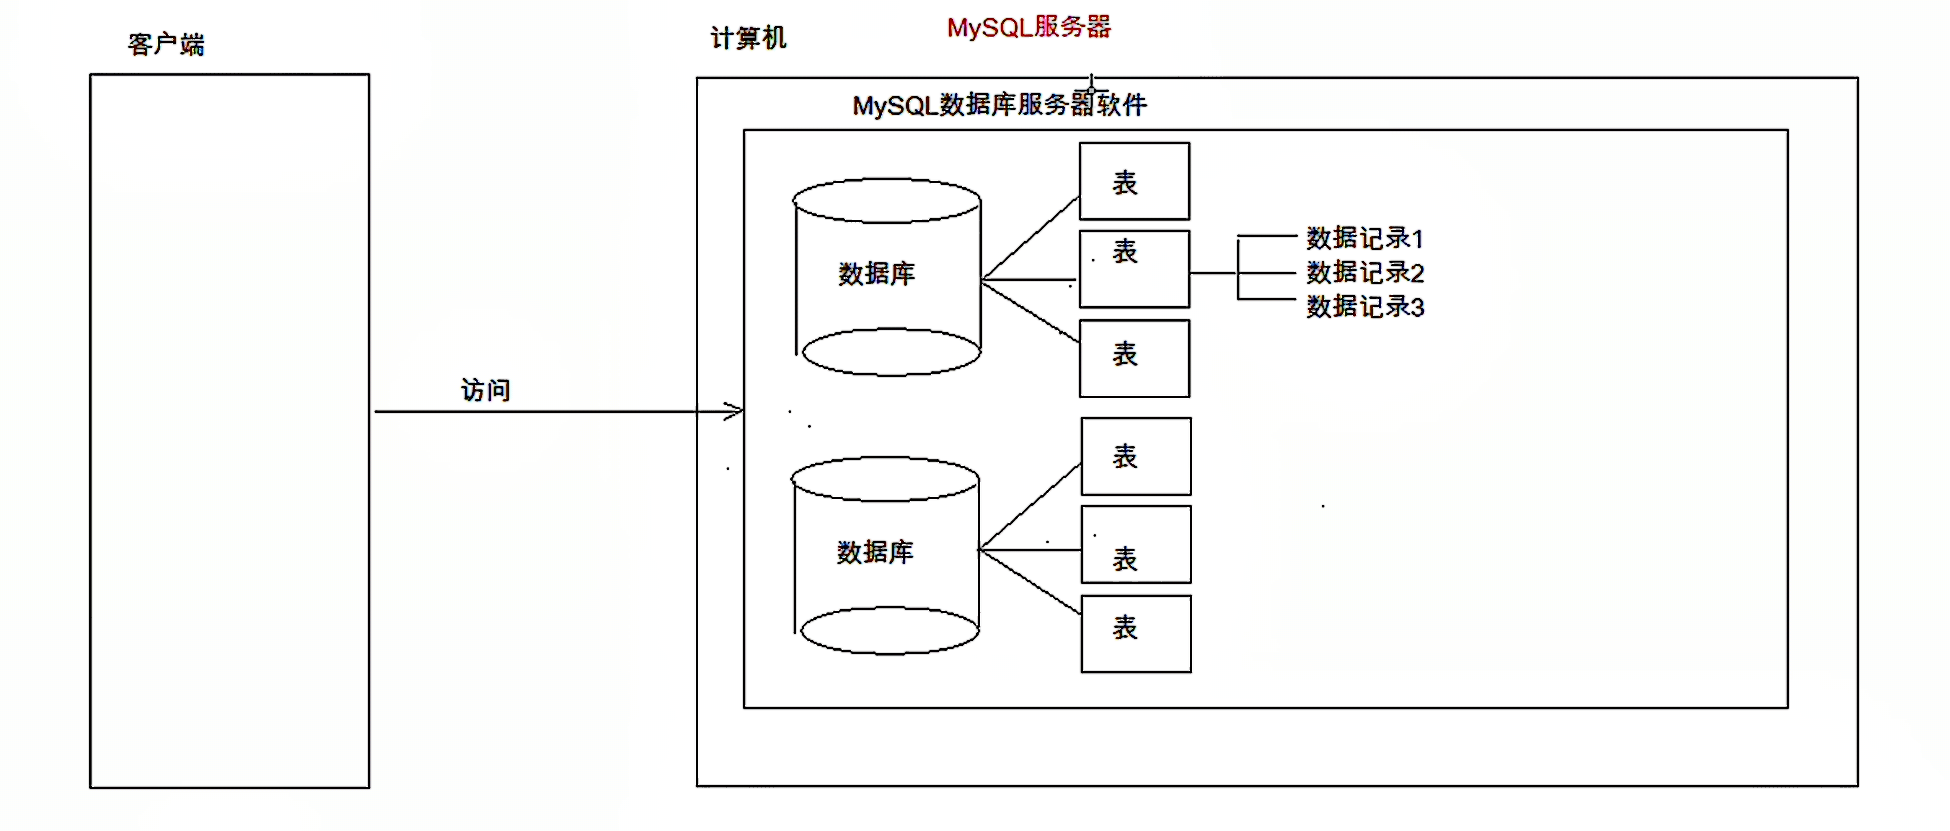 客户端
计算机
MySQL服务器
MySQL数据库服务器软件
表
数据库
表
数据记录1
数据记录2
数据记录3
表
访问
表
数据库
表
表